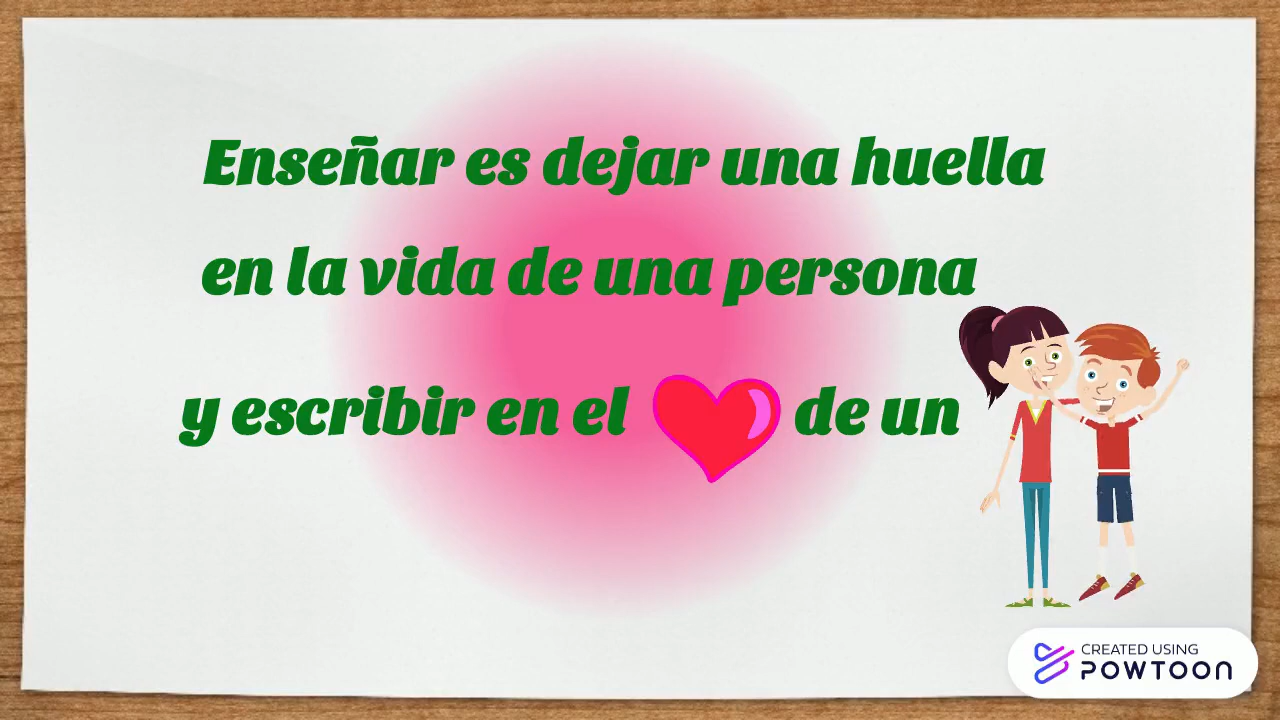 Enseñar es dejar una huella
en la vida de una persona
y escribir en el de un
CREATED USING
POWTOON